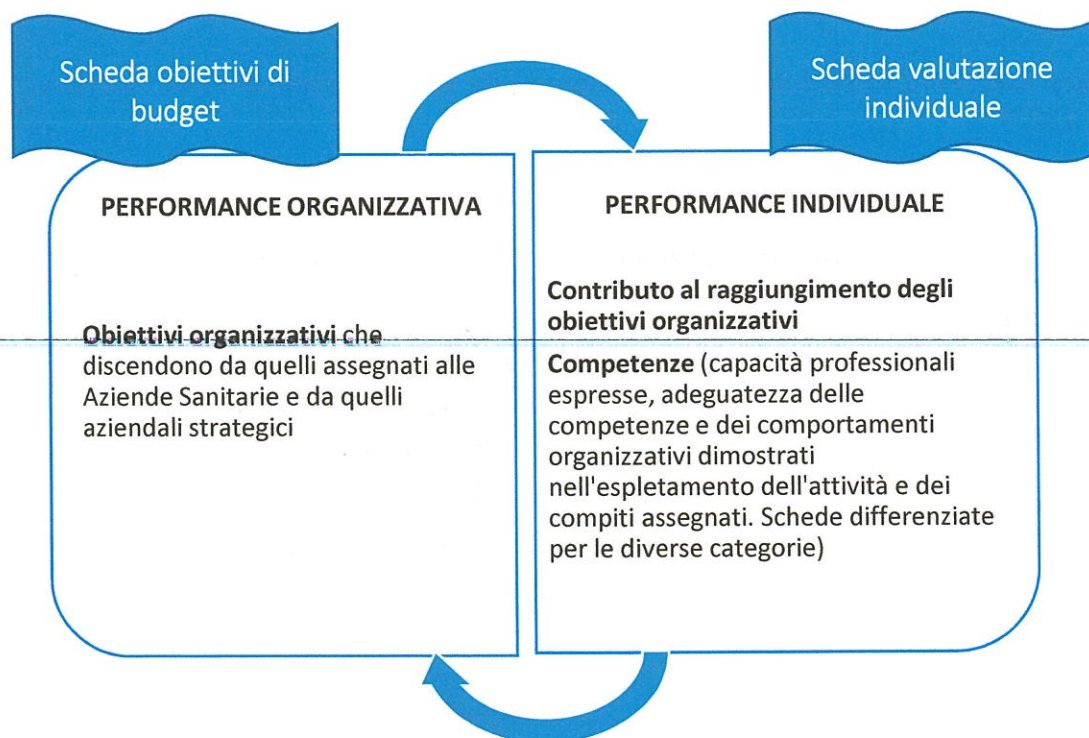 Scheda obiettivi di
budget
Scheda valutazione
individuale
PERFORMANCE ORGANIZZATIVA
Obiettivi organizzativi che
discendono da quelli assegnati alle
Aziende Sanitarie e da quelli
aziendali strategici
PERFORMANCE INDIVIDUALE
Contributo al raggiungimento degli
obiettivi organizzativi
Competenze (capacità professionali
espresse, adeguatezza delle
competenze e dei comportamenti
organizzativi dimostrati
nell'espletamento dell'attività e dei
compiti assegnati. Schede differenziate
per le diverse categorie)